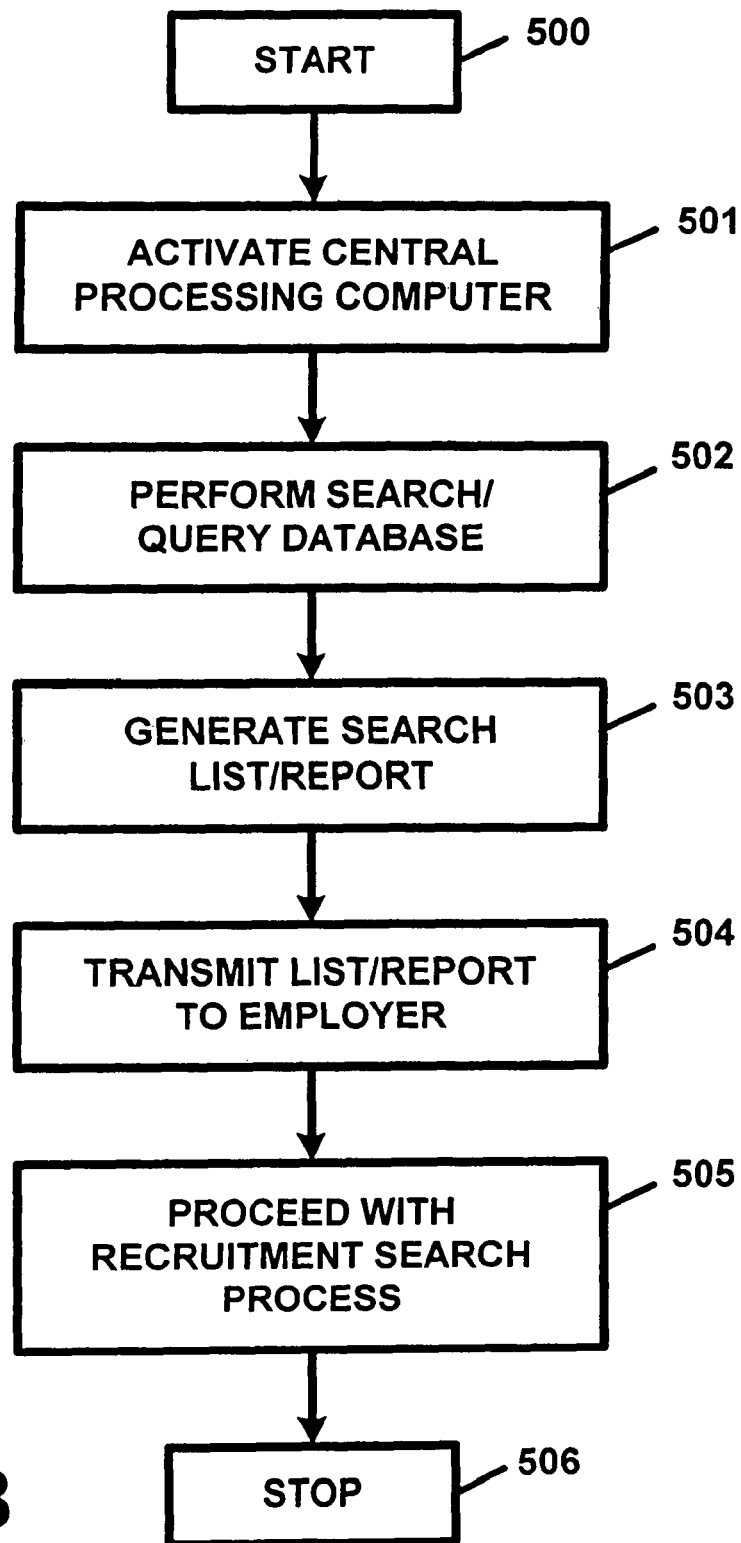 START
500
ACTIVATE CENTRAL
PROCESSING COMPUTER
501
PERFORM SEARCH/
QUERY DATABASE
502
GENERATE SEARCH
LIST/REPORT
503
TRANSMIT LIST/REPORT
TO EMPLOYER
504
PROCEED WITH
RECRUITMENT SEARCH
PROCESS
505
STOP
506